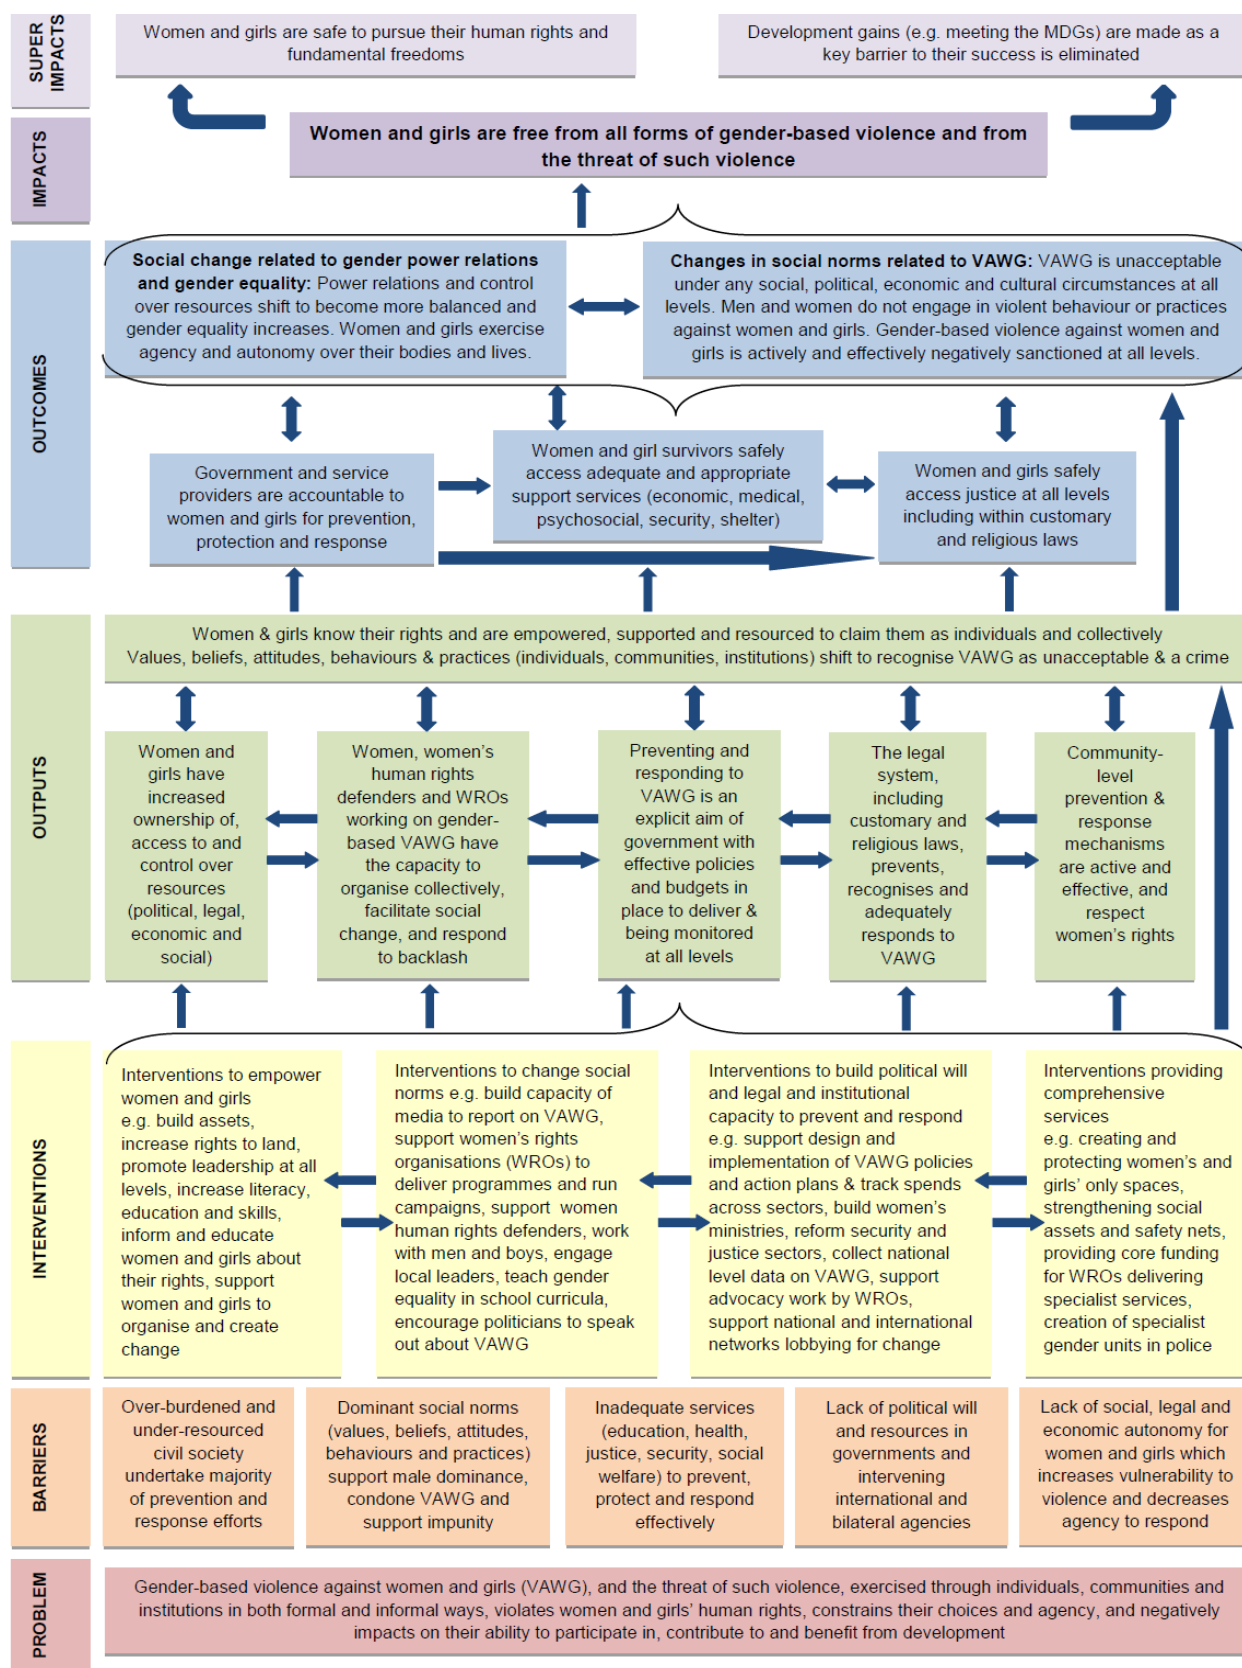 SUPER
IMPACTS
Women and girls are safe to pursue their human rights and
fundamental freedoms
Development gains (e.g. meeting the MDGs) are made as a
key barrier to their success is eliminated
IMPACTS
Women and girls are free from all forms of gender-based violence and from
the threat of such violence
OUTCOMES
Social change related to gender power relations
and gender equality: Power relations and control
over resources shift to become more balanced and
gender equality increases. Women and girls exercise
agency and autonomy over their bodies and lives.
Changes in social norms related to VAWG: VAWG is unacceptable
under any social, political, economic and cultural circumstances at all
levels. Men and women do not engage in violent behaviour or practices
against women and girls. Gender-based violence against women and
girls is actively and effectively negatively sanctioned at all levels.
Government and service
providers are accountable to
women and girls for prevention,
protection and response
Women and girl survivors safely
access adequate and appropriate
support services (economic, medical,
psychosocial, security, shelter)
Women and girls safely
access justice at all levels
including within customary
and religious laws
OUTPUTS
Women & girls know their rights and are empowered, supported and resourced to claim them as individuals and collectively
Values, beliefs, attitudes, behaviours & practices (individuals, communities, institutions) shift to recognise VAWG as unacceptable & a crime
Women and
girls have
increased
ownership of,
access to and
control over
resources
(political, legal,
economic and
social)
Women, women's
human rights
defenders and WROs
working on gender-
based VAWG have
the capacity to
organise collectively,
facilitate social
change, and respond
to backlash
Preventing and
responding to
VAWG is an
explicit aim of
government with
effective policies
and budgets in
place to deliver &
being monitored
at all levels
The legal
system,
including
customary and
religious laws,
prevents,
recognises and
adequately
responds to
VAWG
Community-
level
prevention &
response
mechanisms
are active and
effective, and
respect
women's rights
INTERVENTIONS
Interventions to empower
women and girls
e.g. build assets,
increase rights to land,
promote leadership at all
levels, increase literacy,
education and skills,
inform and educate
women and girls about
their rights, support
women and girls to
organise and create
change
Interventions to change social
norms e.g. build capacity of
media to report on VAWG,
support women's rights
organisations (WROs) to
deliver programmes and run
campaigns, support women
human rights defenders, work
with men and boys, engage
local leaders, teach gender
equality in school curricula,
encourage politicians to speak
out about VAWG
Interventions to build political will
and legal and institutional
capacity to prevent and respond
e.g. support design and
implementation of VAWG policies
and action plans & track spends
across sectors, build women's
ministries, reform security and
justice sectors, collect national
level data on VAWG, support
advocacy work by WROs,
support national and international
networks lobbying for change
Interventions providing
comprehensive
services
e.g. creating and
protecting women's and
girls' only spaces,
strengthening social
assets and safety nets,
providing core funding
for WROs delivering
specialist services,
creation of specialist
gender units in police
BARRIERS
Over-burdened and
under-resourced
civil society
undertake majority
of prevention and
response efforts
Dominant social norms
(values, beliefs, attitudes,
behaviours and practices)
support male dominance,
condone VAWG and
support impunity
Inadequate services
(education, health,
justice, security, social
welfare) to prevent,
protect and respond
effectively
Lack of political will
and resources in
governments and
intervening
international and
bilateral agencies
Lack of social, legal and
economic autonomy for
women and girls which
increases vulnerability to
violence and decreases
agency to respond
PROBLEM
Gender-based violence against women and girls (VAWG), and the threat of such violence, exercised through individuals, communities and
institutions in both formal and informal ways, violates women and girls' human rights, constrains their choices and agency, and negatively
impacts on their ability to participate in, contribute to and benefit from development